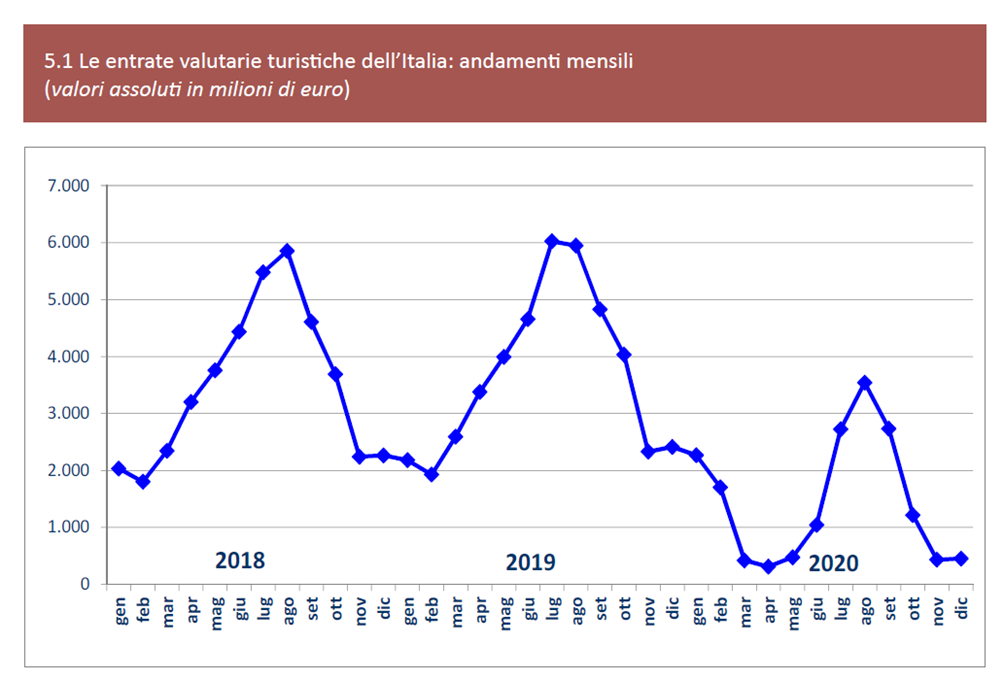 5.1 Le entrate valutarie turistiche dell’Italia: andamenti mensili
(valori assoluti in milioni di euro)
7.000
6.000
5.000
4.000
3.000
2.000
1.000
0
2018 2019 2020
gen feb mar apr mag giu lug ago set ott nov dic gen feb mar apr mag giu lug ago set ott nov dic gen feb mar apr mag giu lug ago set ott nov dic